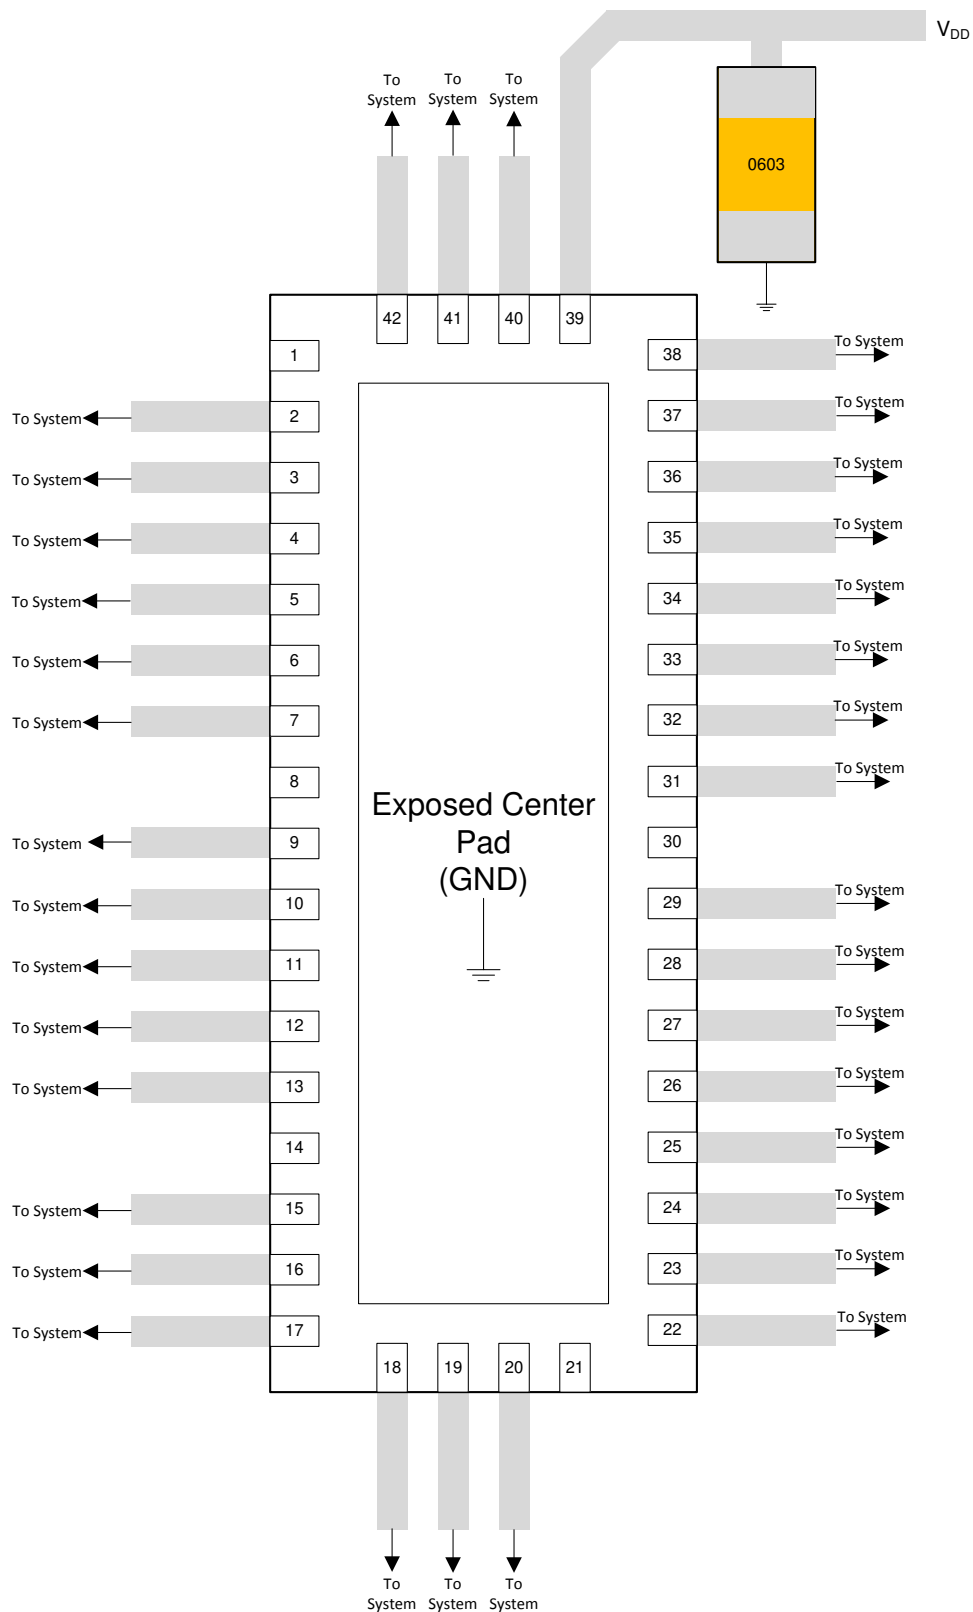 V_DD
To System
To System
To System
0603
42 41 40 39
1 38 To System
To System 2 37 To System
To System 3 36 To System
To System 4 35 To System
To System 5 34 To System
To System 6 33 To System
To System 7 32 To System
8 31 To System
To System 9 30
To System 10 29 To System
To System 11 28 To System
To System 12 27 To System
To System 13 26 To System
14 25 To System
To System 15 24 To System
To System 16 23 To System
To System 17 22 To System
Exposed Center
Pad
(GND)
18 19 20 21
To System
To System
To System